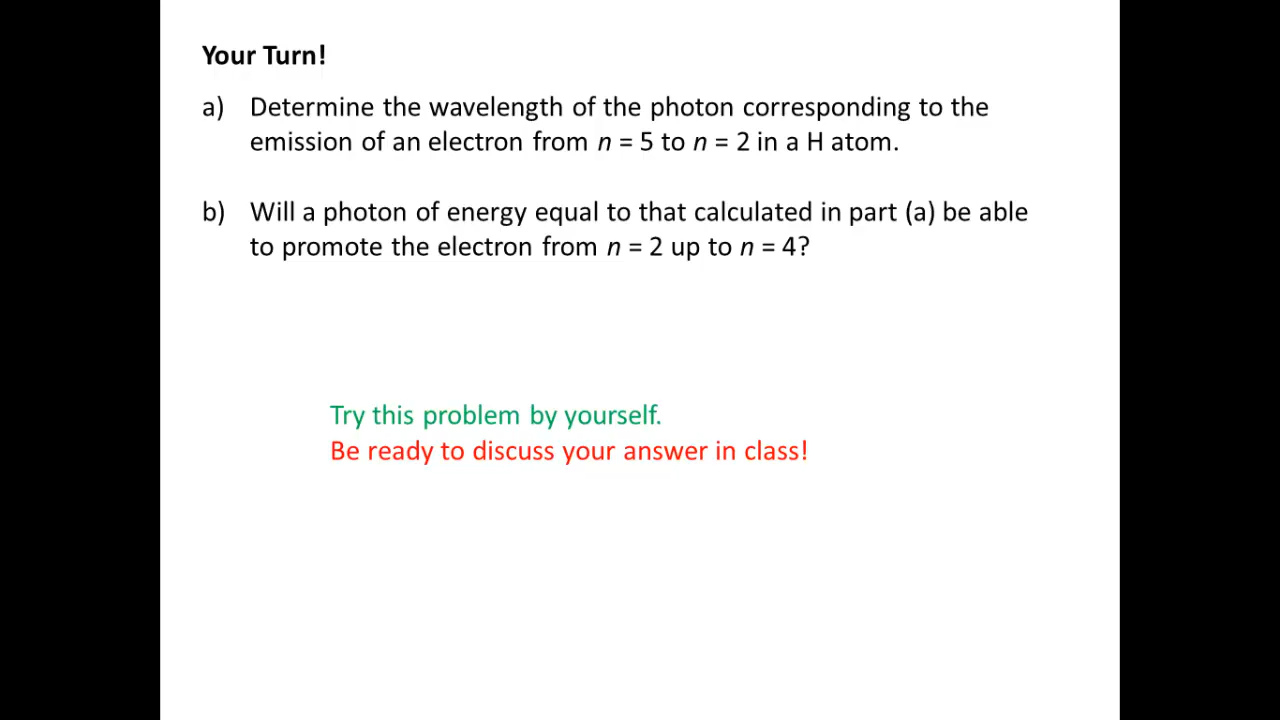 Your Turn!
a) Determine the wavelength of the photon corresponding to the
emission of an electron from n = 5 to n = 2 in a H atom.
b) Will a photon of energy equal to that calculated in part (a) be able
to promote the electron from n = 2 up to n = 4?
Try this problem by yourself.
Be ready to discuss your answer in class!